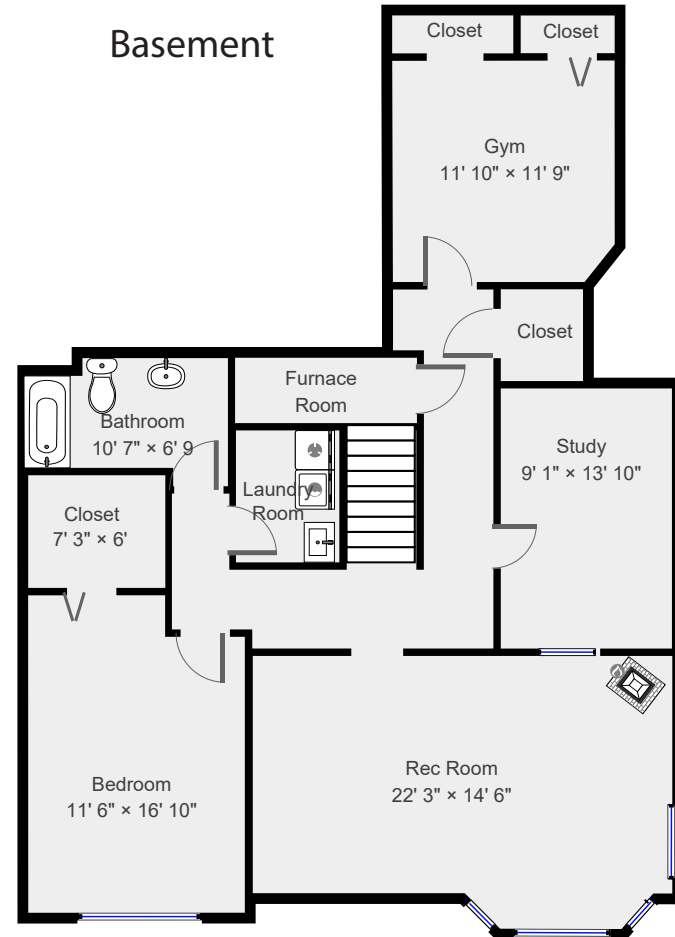 Basement
Closet
Closet
Gym
11' 10" × 11' 9"
Closet
Furnace
Room
Bathroom
10' 7" × 6' 9
Study
9' 1" × 13' 10"
Laundry
Room
Closet
7' 3" × 6'
Rec Room
22' 3" × 14' 6"
Bedroom
11' 6" × 16' 10"